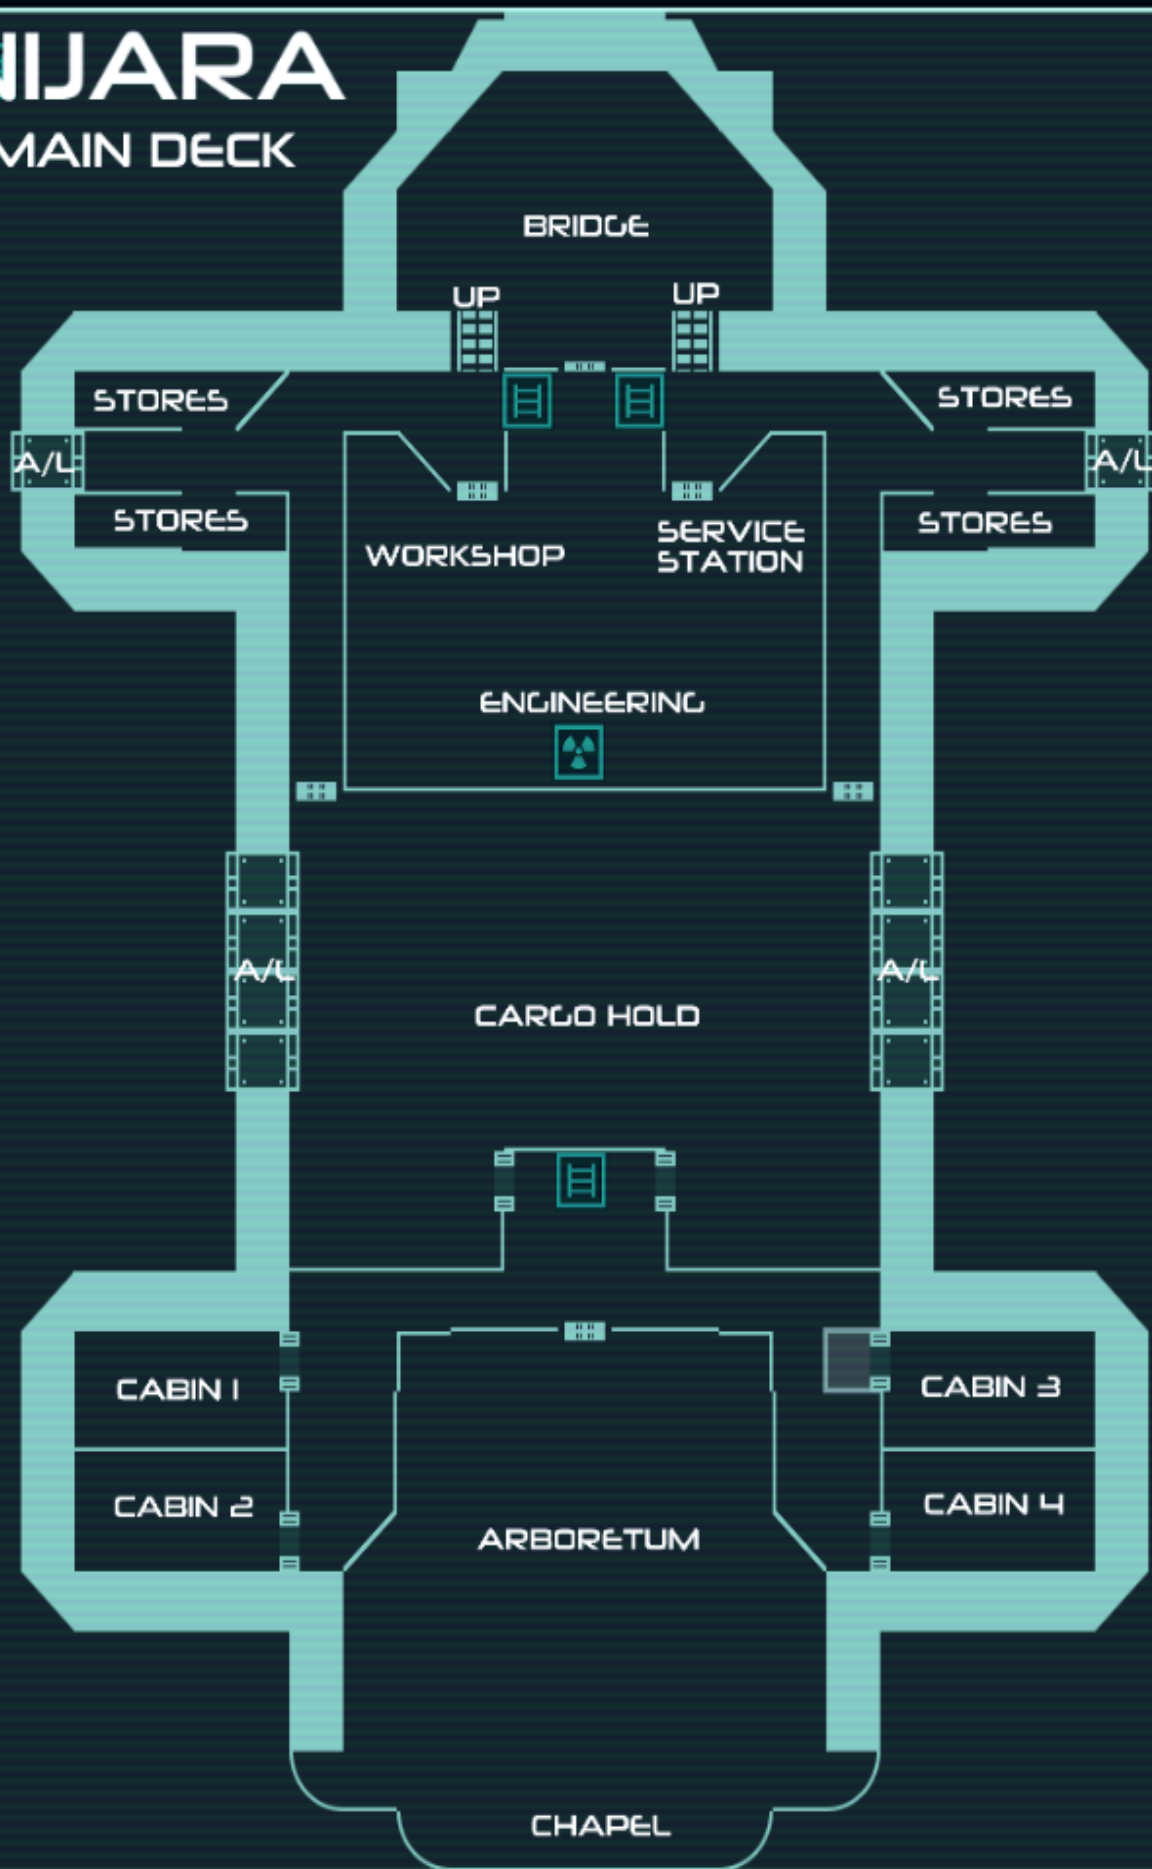 NIJARA
MAIN DECK
BRIDGE
UP UP
STORES STORES
A/L A/L
STORES STORES
WORKSHOP SERVICE
STATION
ENGINEERING
A/L A/L
CARGO HOLD
CABIN 1 CABIN 3
CABIN 2 CABIN 4
ARBORETUM
CHAPEL